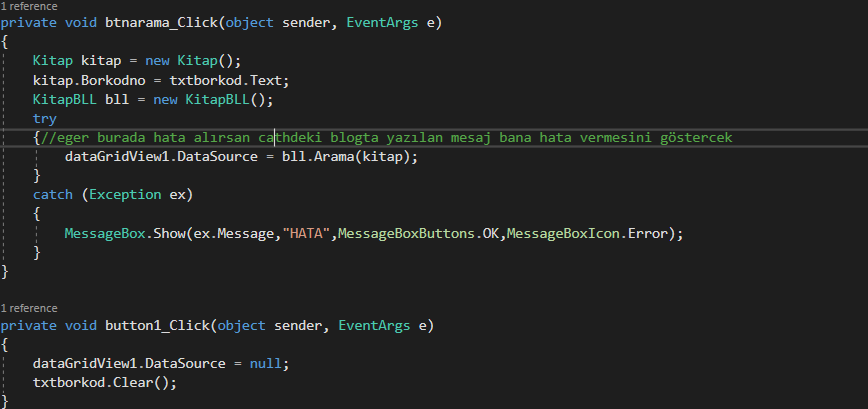 1 reference
private void btnarama_Click(object sender, EventArgs e)
{
Kitap kitap = new Kitap();
kitap.Borkodno = txtborkod.Text;
KitapBLL bll = new KitapBLL();
try
{//eger burada hata alırsan cathdeki blogta yazılan mesaj bana hata vermesini göstercek
dataGridView1.DataSource = bll.Arama(kitap);
}
catch (Exception ex)
{
MessageBox.Show(ex.Message,"HATA",MessageBoxButtons.OK,MessageBoxIcon.Error);
}
}
1 reference
private void button1_Click(object sender, EventArgs e)
{
dataGridView1.DataSource = null;
txtborkod.Clear();
}